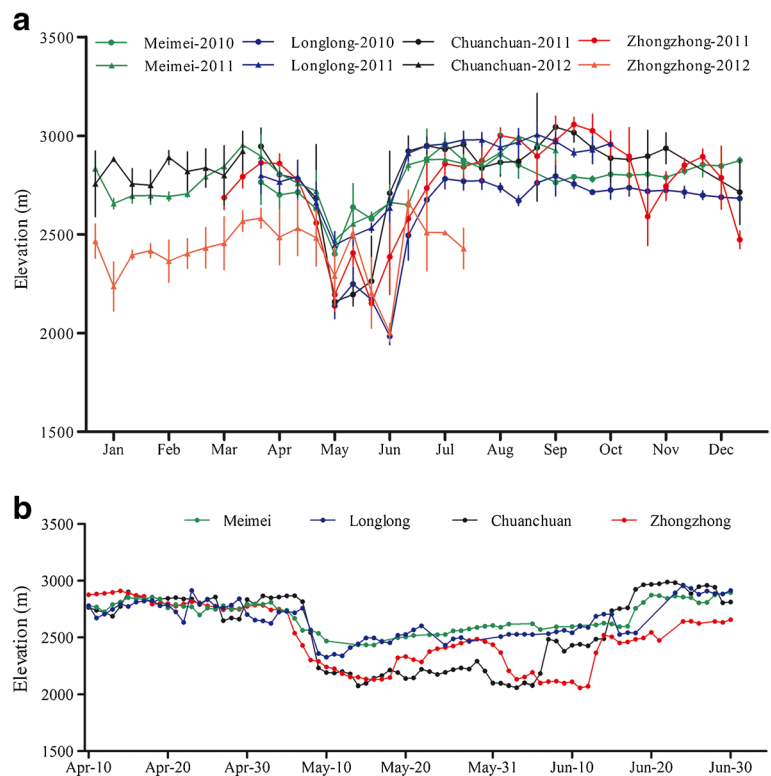 a
Meimei-2010 Longlong-2010 Chuanchuan-2011 Zhongzhong-2011
Meimei-2011 Longlong-2011 Chuanchuan-2012 Zhongzhong-2012
3500
3000
2500
2000
1500
Elevation (m)
Jan Feb Mar Apr May Jun Jul Aug Sep Oct Nov Dec
b
Meimei Longlong Chuanchuan Zhongzhong
3500
3000
2500
2000
1500
Elevation (m)
Apr-10 Apr-20 Apr-30 May-10 May-20 May-31 Jun-10 Jun-20 Jun-30